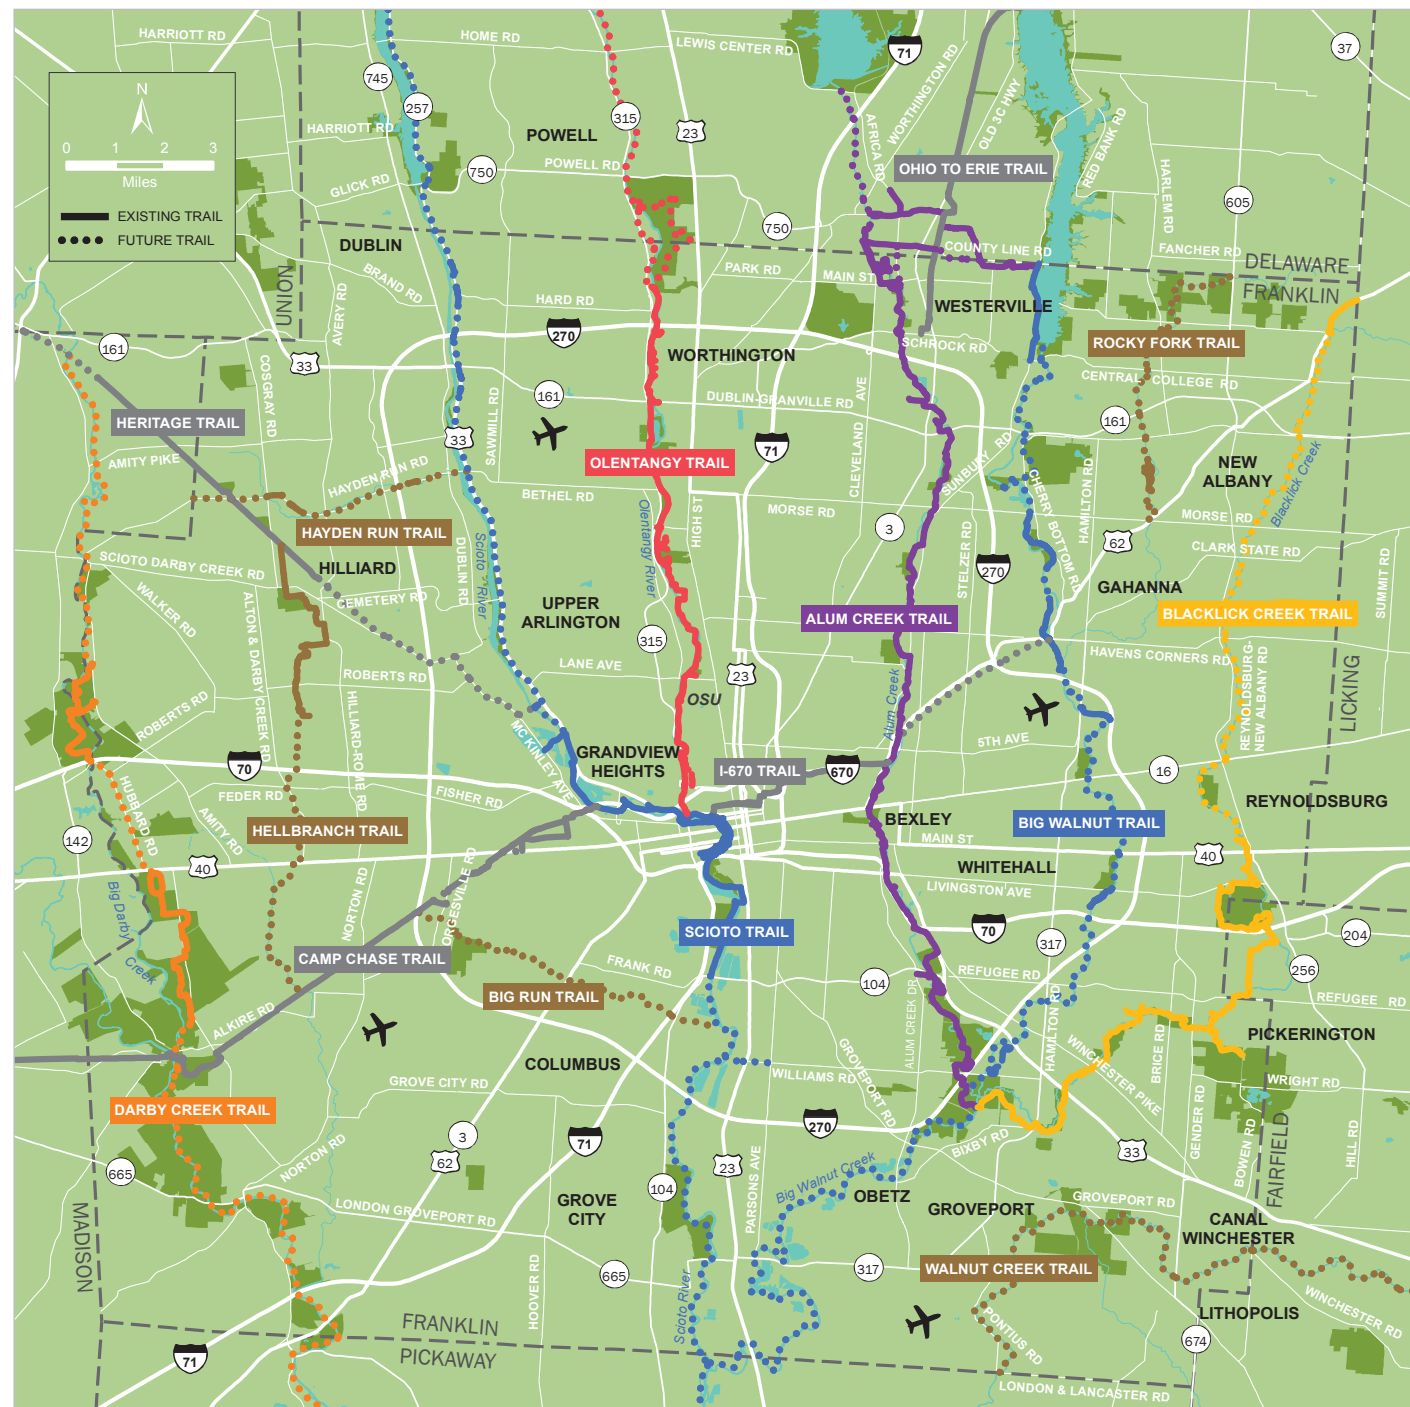 HARRIOTT RD
HOME RD
LEWIS CENTER RD
71
37
N
0 1 2 3
Miles
EXISTING TRAIL
FUTURE TRAIL
745
257
HARRIOTT RD
GLICK RD
750
POWELL
POWELL RD
315
23
AFRICA RD
WORTHINGTON RD
OLD 3C HWY
RED BANK RD
OHIO TO ERIE TRAIL
HARLEM RD
605
DUBLIN
750
COUNTY LINE RD
FANCHER RD
DELAWARE
FRANKLIN
UNION
BRAND RD
AVERY RD
HARD RD
PARK RD
MAIN ST
WESTERVILLE
161
33
270
WORTHINGTON
SCHROCK RD
ROCKY FORK TRAIL
COSGRAY RD
SAWMILL RD
161
DUBLIN-GRANVILLE RD
CLEVELAND AVE
CENTRAL COLLEGE RD
161
HERITAGE TRAIL
33
71
SUNBURY RD
AMITY PIKE
HAYDEN RUN RD
OLENTANGY TRAIL
CHERRY BOTTOM RD
HAMILTON RD
NEW
ALBANY
Blacklick Creek
BETHEL RD
HIGH ST
MORSE RD
MORSE RD
HAYDEN RUN TRAIL
Olentangy River
3
STELZER RD
62
CLARK STATE RD
SCIOTO DARBY CREEK RD
HILLIARD
DUBLIN RD
Scioto River
270
GAHANNA
SUMMIT RD
WALKER RD
ALTON & DARBY CREEK RD
CEMETERY RD
UPPER
ARLINGTON
ALUM CREEK TRAIL
BLACKLICK CREEK TRAIL
315
LANE AVE
23
HAVENS CORNERS RD
REYNOLDSBURG-
NEW ALBANY RD
LICKING
ROBERTS RD
ROBERTS RD
HILLIARD-ROME RD
OSU
Alum Creek
MC KINLEY AVE
5TH AVE
GRANDVIEW
HEIGHTS
I-670 TRAIL
670
16
70
HUBBARD RD
FEDER RD
AMITY RD
FISHER RD
REYNOLDSBURG
142
HELLBRANCH TRAIL
BEXLEY
BIG WALNUT TRAIL
MAIN ST
40
40
WHITEHALL
LIVINGSTON AVE
Big Darby
Creek
NORTON RD
SCIOTO TRAIL
70
317
204
CAMP CHASE TRAIL
FRANK RD
104
REFUGEE RD
256
REFUGEE RD
BIG RUN TRAIL
ALKIRE RD
COLUMBUS
ALUM CREEK DR
HAMILTON RD
WINCHESTER PIKE
BRICE RD
PICKERINGTON
GROVE CITY RD
WILLIAMS RD
GROVEPORT RD
WRIGHT RD
DARBY CREEK TRAIL
3
62
71
270
BIXBY RD
33
GENDER RD
BOWEN RD
HILL RD
FAIRFIELD
665
NORTON RD
23
PARSONS AVE
Big Walnut Creek
104
OBETZ
MADISON
LONDON GROVEPORT RD
GROVE
CITY
GROVEPORT
GROVEPORT RD
CANAL
WINCHESTER
665
HOOVER RD
317
WALNUT CREEK TRAIL
Scioto River
LITHOPOLIS
WINCHESTER RD
FRANKLIN
PICKAWAY
PONTIUS RD
674
71
LONDON & LANCASTER RD